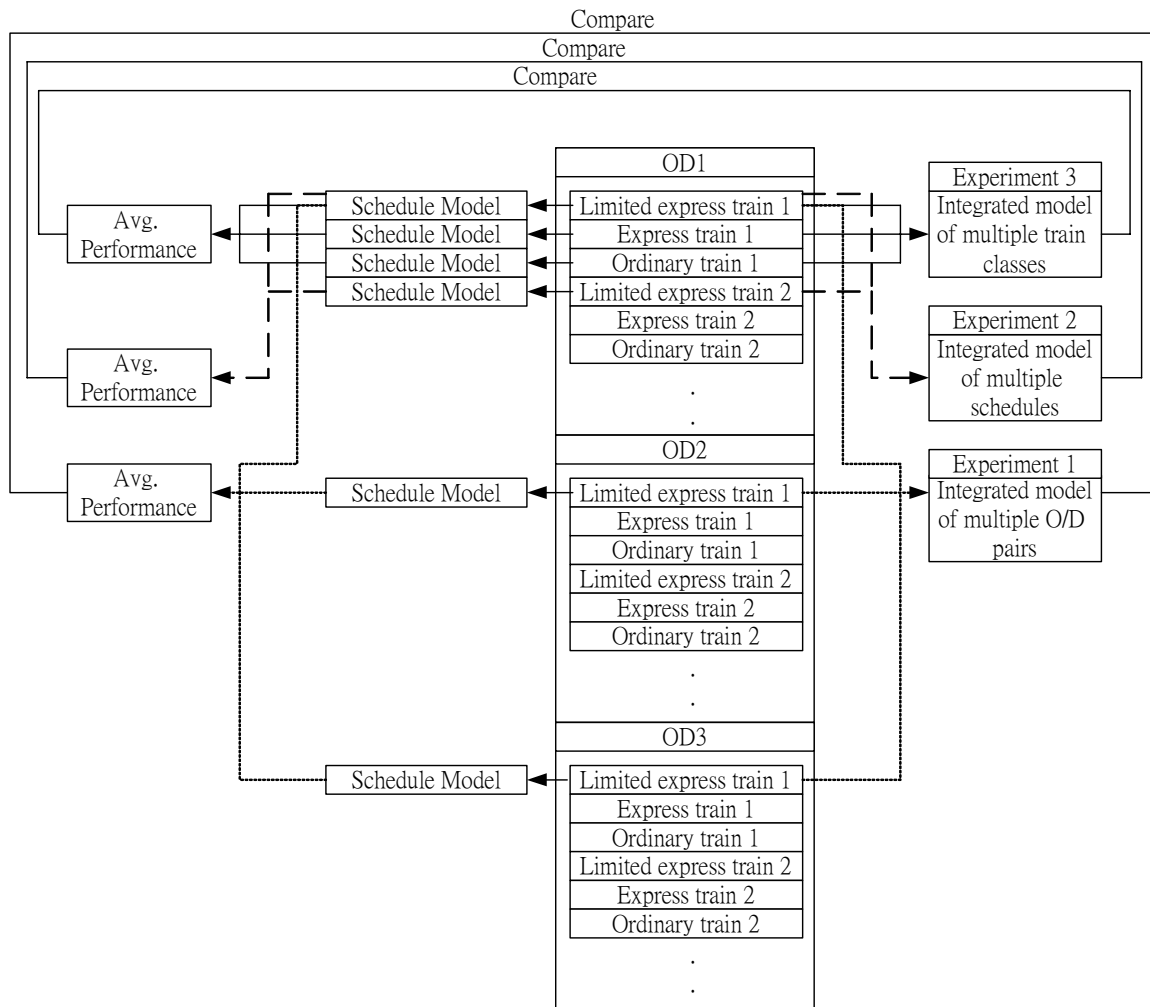 Compare
Compare
Compare
OD1
Experiment 3
Schedule Model
Limited express train 1
Integrated model
of multiple train
classes
Avg.
Performance
Schedule Model
Express train 1
Schedule Model
Ordinary train 1
Schedule Model
Limited express train 2
Express train 2
Ordinary train 2
.
.
Experiment 2
Integrated model
of multiple
schedules
Avg.
Performance
OD2
Experiment 1
Integrated model
of multiple O/D
pairs
Avg.
Performance
Schedule Model
Limited express train 1
Express train 1
Ordinary train 1
Limited express train 2
Express train 2
Ordinary train 2
.
.
OD3
Schedule Model
Limited express train 1
Express train 1
Ordinary train 1
Limited express train 2
Express train 2
Ordinary train 2
.
.